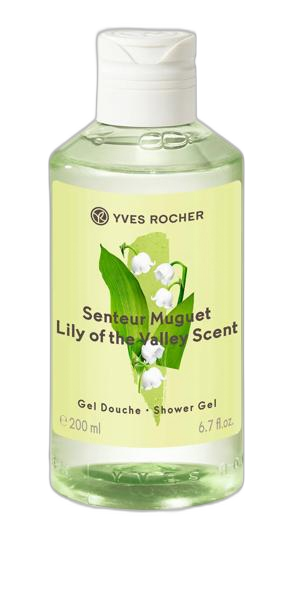 YVES ROCHER
Senteur Muguet
Lily of the Valley Scent
Gel Douche • Shower Gel
℮ 200 ml 6.7 fl.oz.